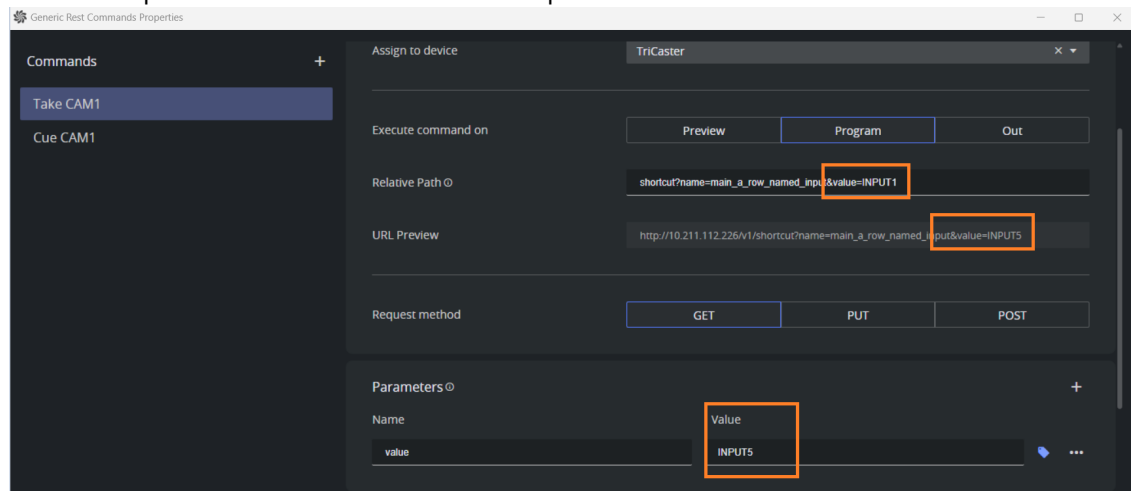 Generic Rest Commands Properties
Commands +
Assign to device TriCaster
Take CAM1
Cue CAM1
Execute command on Preview Program Out
Relative Path shortcut?name=main_a_row_named_input&value=INPUT1
URL Preview http://10.211.112.226/v1/shortcut?name=main_a_row_named_input&value=INPUT5
Request method GET PUT POST
Parameters +
Name Value
value INPUT5